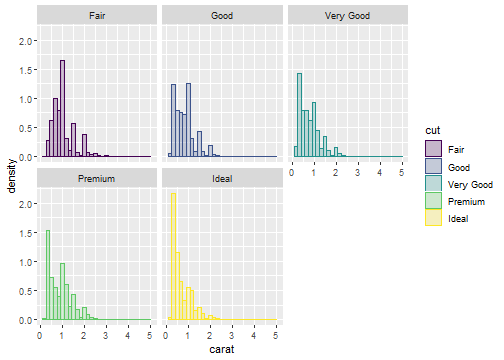 Fair Good Very Good
2.0
1.5
1.0
0.5
0.0
0 1 2 3 4 5
Premium Ideal
2.0
1.5
1.0
0.5
0.0
0 1 2 3 4 5 0 1 2 3 4 5
carat
density
cut
Fair
Good
Very Good
Premium
Ideal